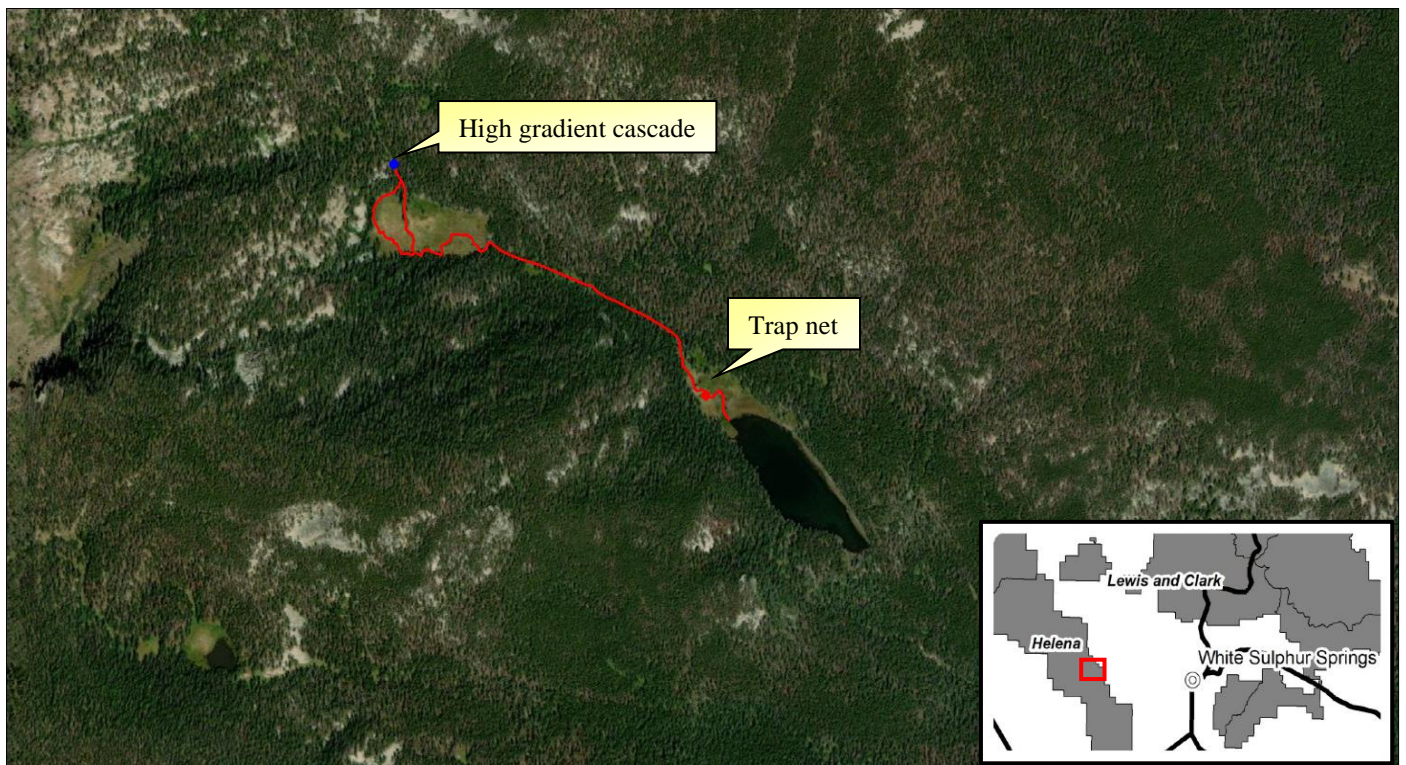 High gradient cascade
Trap net
Lewis and Clark
Helena
White Sulphur Springs